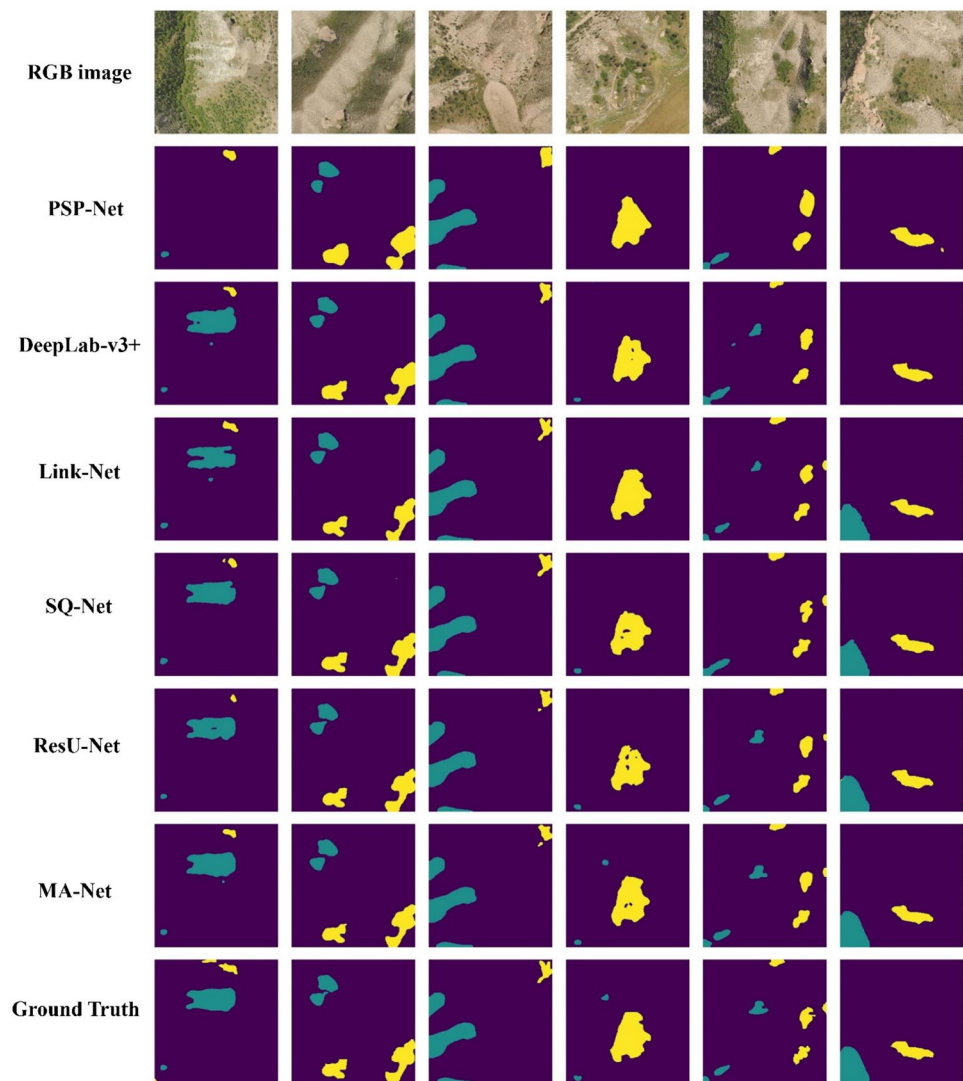 RGB image
PSP-Net
DeepLab-v3+
Link-Net
SQ-Net
ResU-Net
MA-Net
Ground Truth